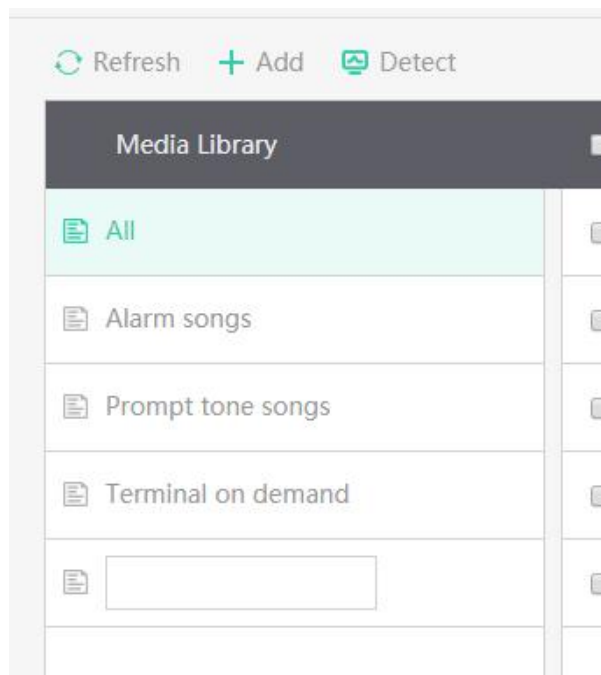 Refresh Add Detect
Media Library
All
Alarm songs
Prompt tone songs
Terminal on demand